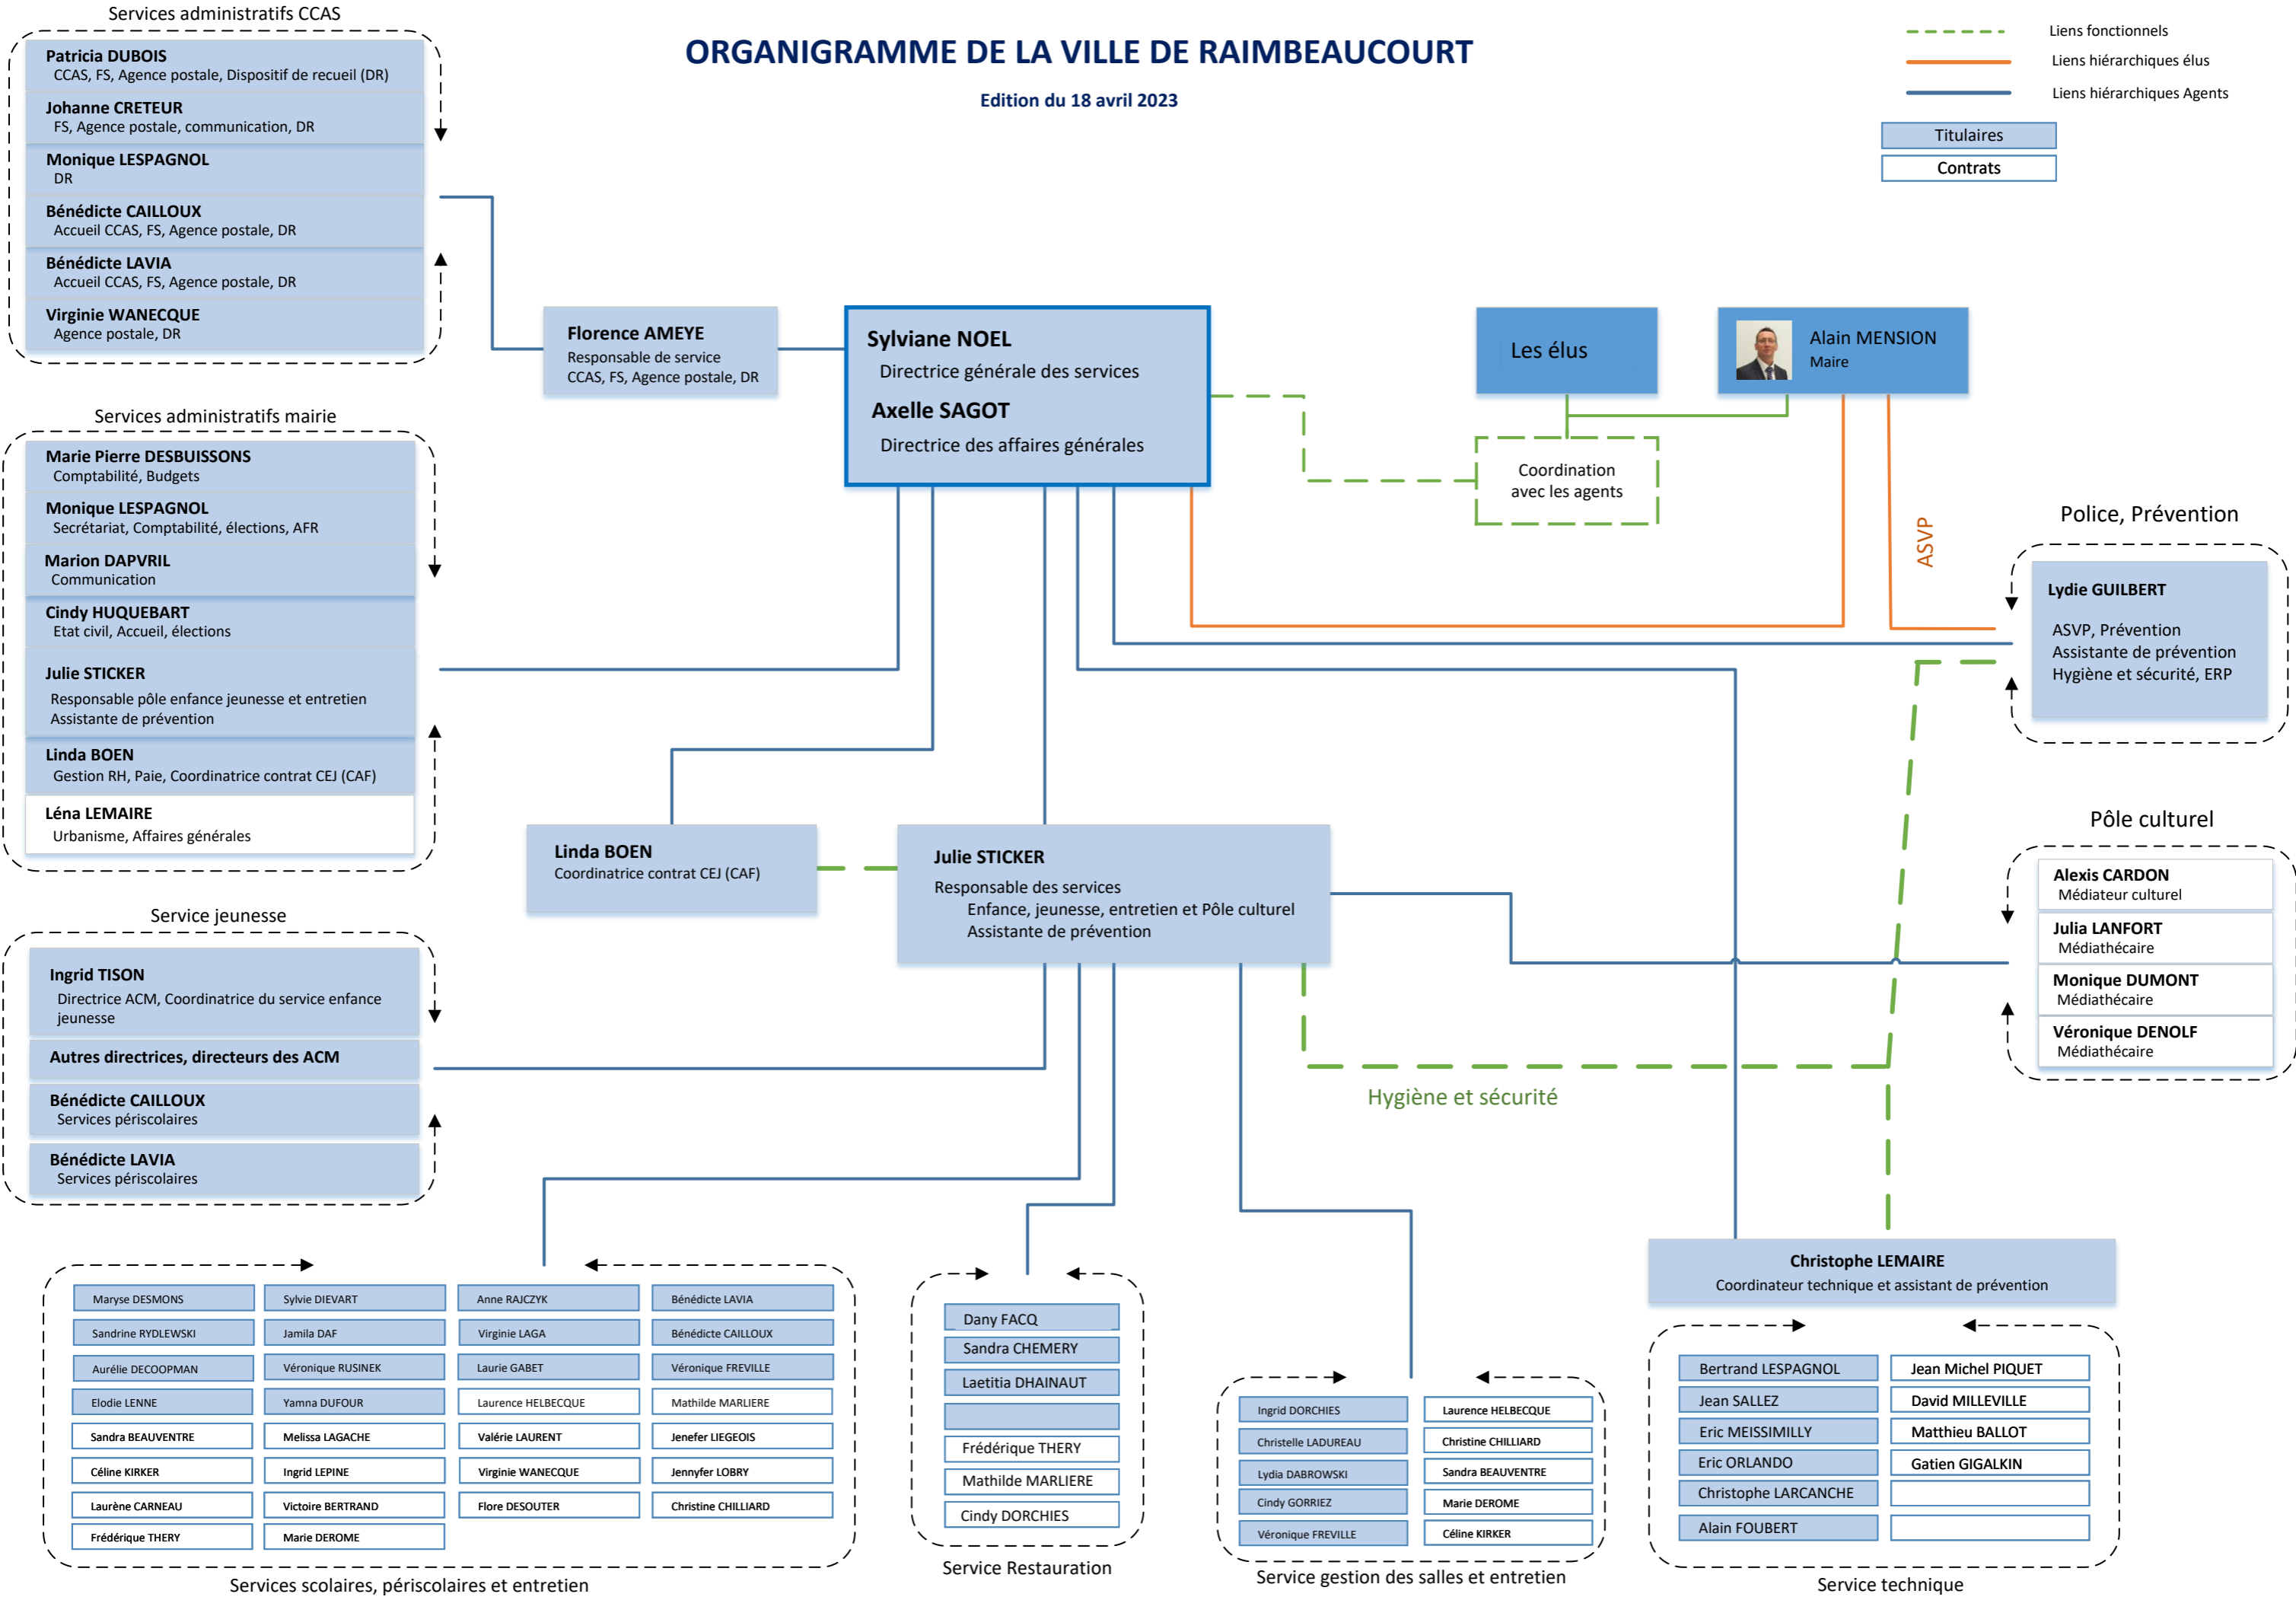 Services administratifs CCAS
Patricia DUBOIS
CCAS, FS, Agence postale, Dispositif de recueil (DR)
Johanne CRETEUR
FS, Agence postale, communication, DR
Monique LESPAGNOL
DR
Bénédicte CAILLOUX
Accueil CCAS, FS, Agence postale, DR
Bénédicte LAVIA
Accueil CCAS, FS, Agence postale, DR
Virginie WANECQUE
Agence postale, DR
ORGANIGRAMME DE LA VILLE DE RAIMBEAUCOURT
Edition du 18 avril 2023
Liens fonctionnels
Liens hiérarchiques élus
Liens hiérarchiques Agents
Titulaires
Contrats
Florence AMEYE
Responsable de service
CCAS, FS, Agence postale, DR
Sylviane NOEL
Directrice générale des services
Axelle SAGOT
Directrice des affaires générales
Les élus
Alain MENSION
Maire
Coordination
avec les agents
ASVP
Police, Prévention
Lydie GUILBERT
ASVP, Prévention
Assistante de prévention
Hygiène et sécurité, ERP
Services administratifs mairie
Marie Pierre DESBUISSONS
Comptabilité, Budgets
Monique LESPAGNOL
Secrétariat, Comptabilité, élections, AFR
Marion DAPVRIL
Communication
Cindy HUQUEBART
Etat civil, Accueil, élections
Julie STICKER
Responsable pôle enfance jeunesse et entretien
Assistante de prévention
Linda BOEN
Gestion RH, Paie, Coordinatrice contrat CEJ (CAF)
Léna LEMAIRE
Urbanisme, Affaires générales
Linda BOEN
Coordinatrice contrat CEJ (CAF)
Julie STICKER
Responsable des services
Enfance, jeunesse, entretien et Pôle culturel
Assistante de prévention
Pôle culturel
Alexis CARDON
Médiateur culturel
Julia LANFORT
Médiathécaire
Monique DUMONT
Médiathécaire
Véronique DENOLF
Médiathécaire
Service jeunesse
Ingrid TISON
Directrice ACM, Coordinatrice du service enfance
jeunesse
Autres directrices, directeurs des ACM
Bénédicte CAILLOUX
Services périscolaires
Bénédicte LAVIA
Services périscolaires
Hygiène et sécurité
Maryse DESMONS
Sylvie DIEVART
Anne RAJCZYK
Bénédicte LAVIA
Sandrine RYDLEWSKI
Jamila DAF
Virginie LAGA
Bénédicte CAILLOUX
Aurélie DECOOPMAN
Véronique RUSINEK
Laurie GABET
Véronique FREVILLE
Elodie LENNE
Yamna DUFOUR
Laurence HELBECQUE
Mathilde MARLIERE
Sandra BEAUVENTRE
Melissa LAGACHE
Valérie LAURENT
Jenefer LIEGEOIS
Céline KIRKER
Ingrid LEPINE
Virginie WANECQUE
Jennyfer LOBRY
Laurène CARNEAU
Victoire BERTRAND
Flore DESOUTER
Christine CHILLIARD
Frédérique THERY
Marie DEROME
Services scolaires, périscolaires et entretien
Dany FACQ
Sandra CHEMERY
Laetitia DHAINAUT
Frédérique THERY
Mathilde MARLIERE
Cindy DORCHIES
Service Restauration
Ingrid DORCHIES
Laurence HELBECQUE
Christelle LADUREAU
Christine CHILLIARD
Lydia DABROWSKI
Sandra BEAUVENTRE
Cindy GORRIEZ
Marie DEROME
Véronique FREVILLE
Céline KIRKER
Service gestion des salles et entretien
Christophe LEMAIRE
Coordinateur technique et assistant de prévention
Bertrand LESPAGNOL
Jean Michel PIQUET
Jean SALLEZ
David MILLEVILLE
Eric MEISSIMILLY
Matthieu BALLOT
Eric ORLANDO
Gatien GIGALKIN
Christophe LARCANCHE
Alain FOUBERT
Service technique